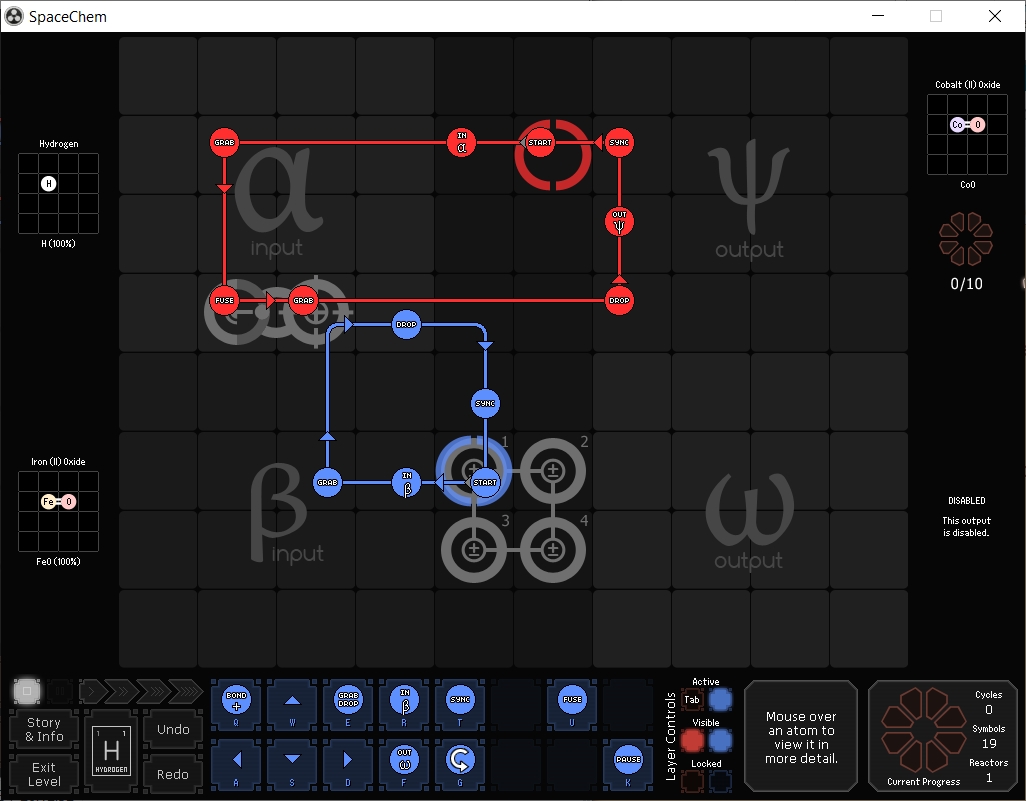 SpaceChem
Hydrogen
H
H (100%)
Iron (II) Oxide
Fe = O
FeO (100%)
GRAB
IN
α
START
SYNC
α
input
OUT
Ψ
ψ
output
FUSE
GRAB
DROP
DROP
SYNC
GRAB
IN
β
START
1
2
3
4
β
input
ω
output
Cobalt (II) Oxide
Co = O
CoO
0/10
DISABLED
This output
is disabled.
Story
& Info
Exit
Level
1 1
H
HYDROGEN
Undo
Redo
BOND
+
Q
W
GRAB
DROP
E
IN
β
R
SYNC
T
FUSE
U
A
S
D
OUT
ω
F
G
PAUSE
K
Layer Controls
Active
Tab
Visible
Locked
Mouse over
an atom to
view it in
more detail.
Cycles
0
Symbols
19
Reactors
1
Current Progress